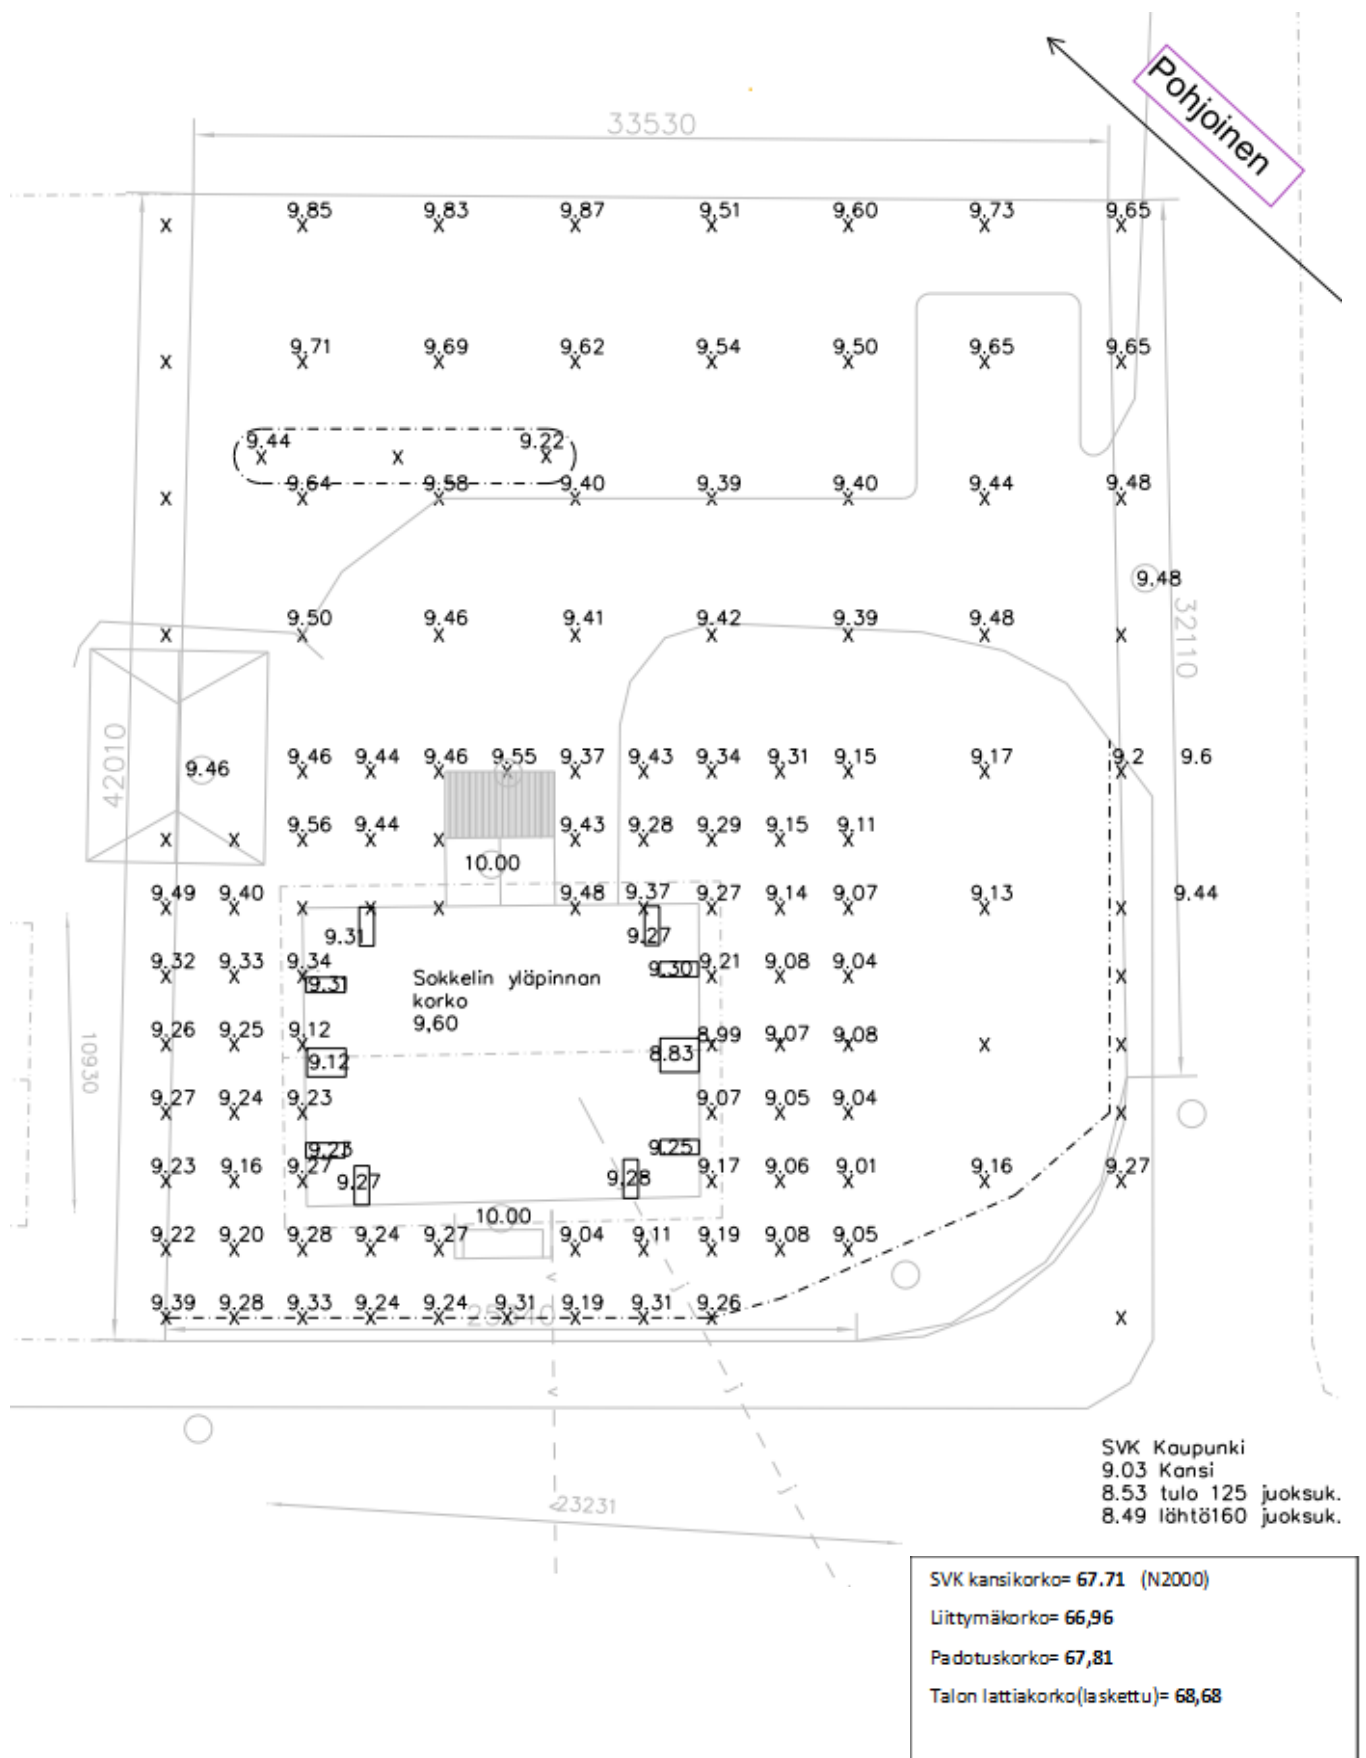 Pohjoinen
33530
9.85 9.83 9.87 9.51 9.60 9.73 9.65
9.71 9.69 9.62 9.54 9.50 9.65 9.65
9.44 9.22
9.64 9.58 9.40 9.39 9.40 9.44 9.48
9.48
32110
9.50 9.46 9.41 9.42 9.39 9.48
42010
9.46
9.46 9.44 9.46 9.55 9.37 9.43 9.34 9.31 9.15 9.17 9.2 9.6
9.56 9.44 9.43 9.28 9.29 9.15 9.11
10.00
9.49 9.40 9.48 9.37 9.27 9.14 9.07 9.13 9.44
9.31 9.27
9.32 9.33 9.34 9.30 9.21 9.08 9.04
9.31
Sokkelin yläpinnan
korko
9,60
9.26 9.25 9.12 8.99 9.07 9.08
9.12 8.83
10930
9.27 9.24 9.23 9.07 9.05 9.04
9.23 9.25
9.23 9.16 9.27 9.17 9.06 9.01 9.16 9.27
9.27 9.28
10.00
9.22 9.20 9.28 9.24 9.27 9.04 9.11 9.19 9.08 9.05
9.39 9.28 9.33 9.24 9.24 9.31 9.19 9.31 9.26
23231
SVK Kaupunki
9.03 Kansi
8.53 tulo 125 juoksuk.
8.49 lähtö160 juoksuk.
SVK kansikorko= 67.71 (N2000)
Liittymäkorko= 66,96
Padotuskorko= 67,81
Talon lattiakorko(laskettu)= 68,68